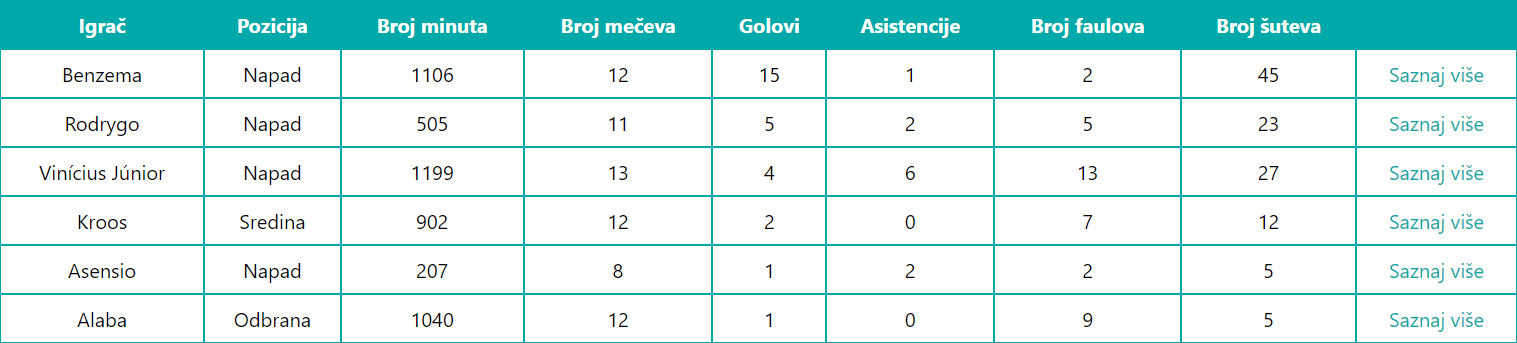 Igrač Pozicija Broj minuta Broj mečeva Golovi Asistencije Broj faulova Broj šuteva
Benzema Napad 1106 12 15 1 2 45 Saznaj više
Rodrygo Napad 505 11 5 2 5 23 Saznaj više
Vinícius Júnior Napad 1199 13 4 6 13 27 Saznaj više
Kroos Sredina 902 12 2 0 7 12 Saznaj više
Asensio Napad 207 8 1 2 2 5 Saznaj više
Alaba Odbrana 1040 12 1 0 9 5 Saznaj više